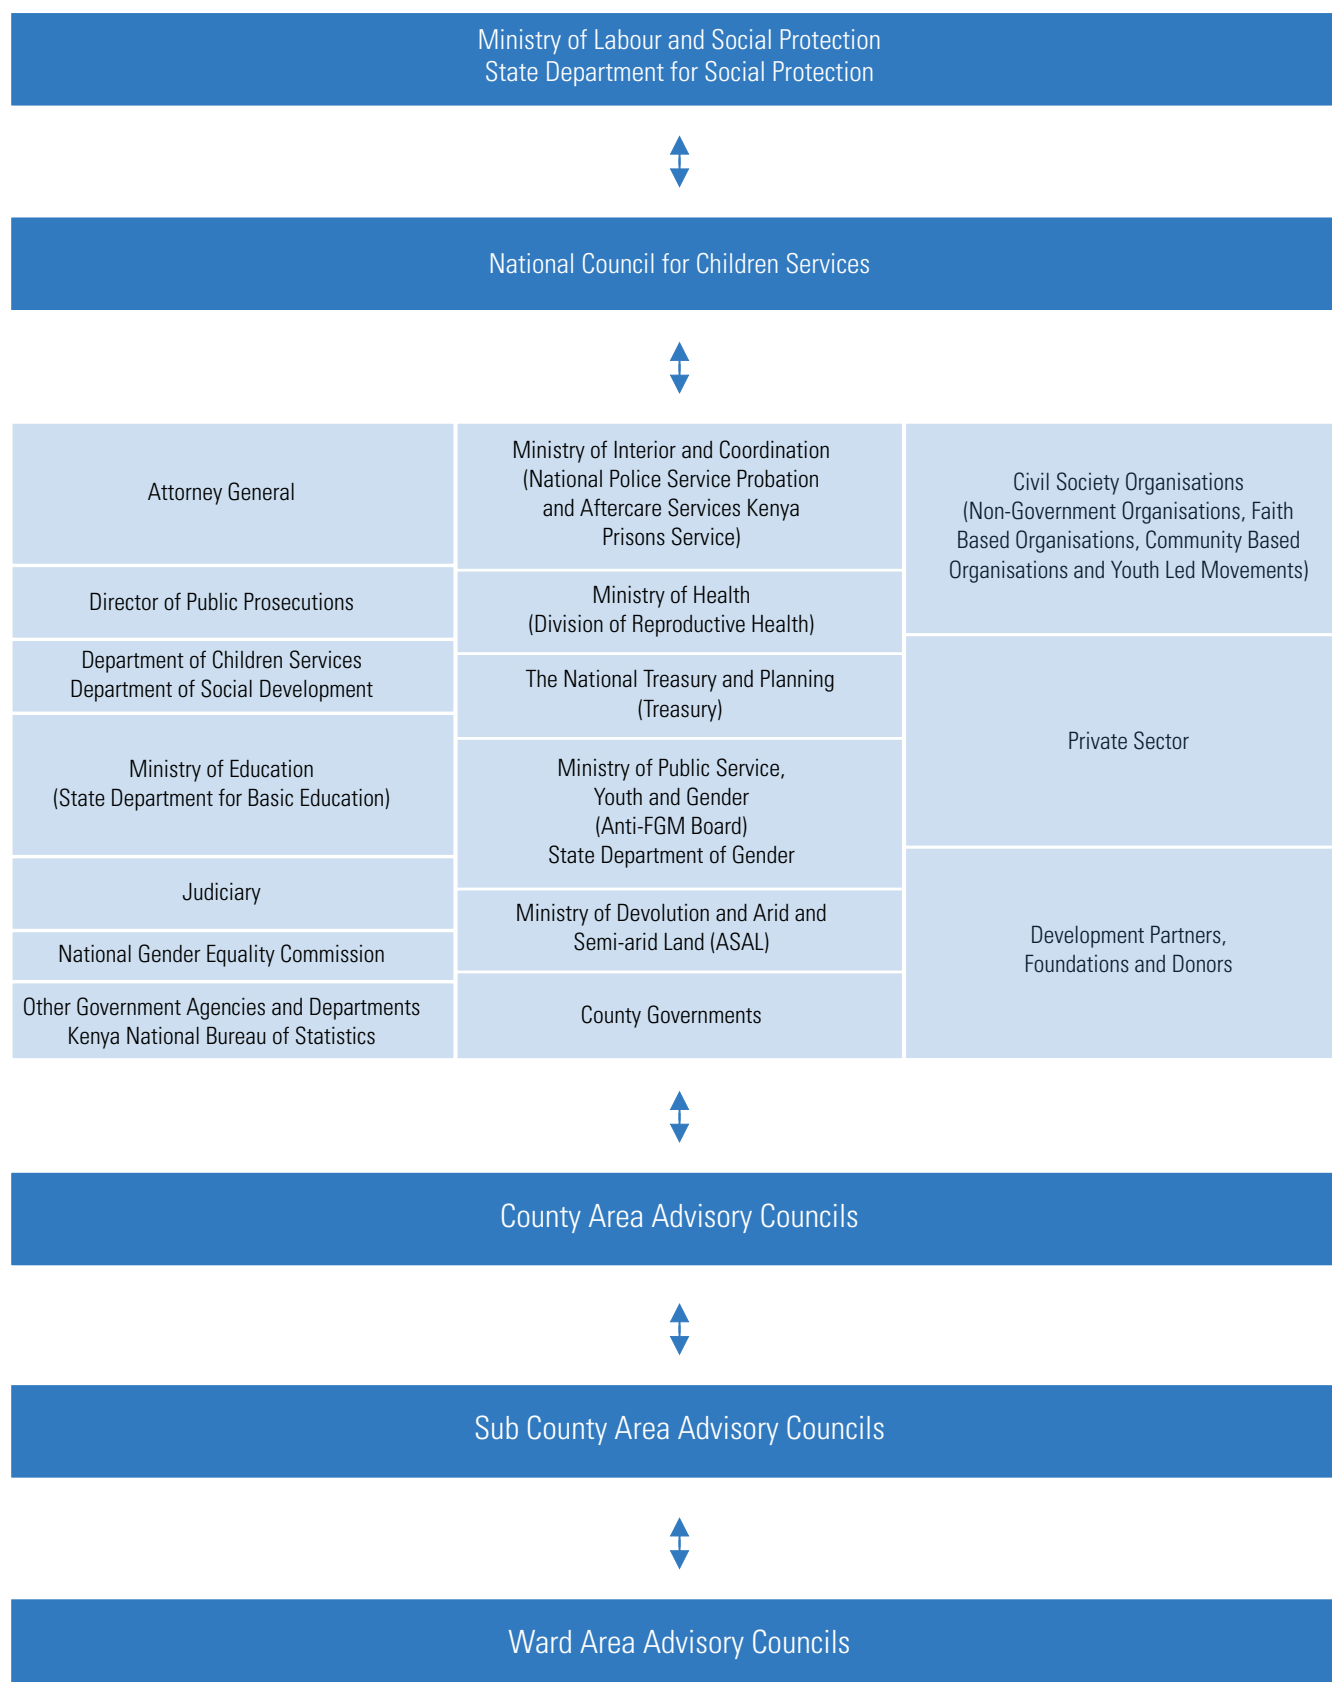 Ministry of Labour and Social Protection
State Department for Social Protection
National Council for Children Services
Attorney General
Director of Public Prosecutions
Department of Children Services
Department of Social Development
Ministry of Education
(State Department for Basic Education)
Judiciary
National Gender Equality Commission
Other Government Agencies and Departments
Kenya National Bureau of Statistics
Ministry of Interior and Coordination
(National Police Service Probation
and Aftercare Services Kenya
Prisons Service)
Ministry of Health
(Division of Reproductive Health)
The National Treasury and Planning
(Treasury)
Ministry of Public Service,
Youth and Gender
(Anti-FGM Board)
State Department of Gender
Ministry of Devolution and Arid and
Semi-arid Land (ASAL)
County Governments
Civil Society Organisations
(Non-Government Organisations, Faith
Based Organisations, Community Based
Organisations and Youth Led Movements)
Private Sector
Development Partners,
Foundations and Donors
County Area Advisory Councils
Sub County Area Advisory Councils
Ward Area Advisory Councils